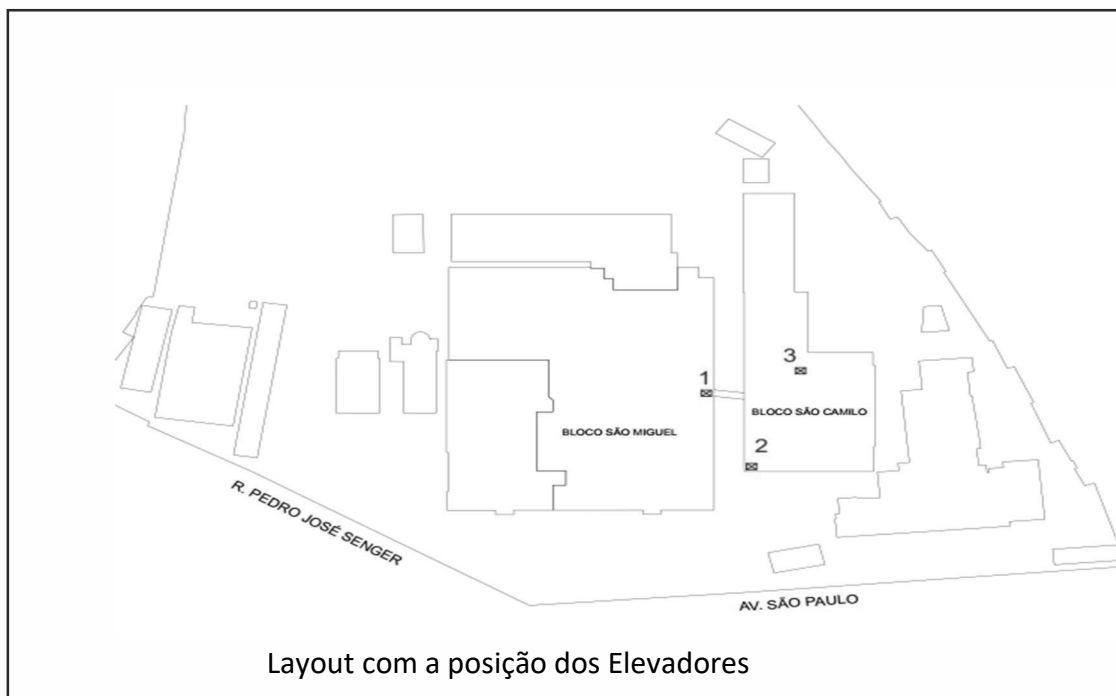 3
1
BLOCO SÃO CAMILO
BLOCO SÃO MIGUEL
2
R. PEDRO JOSÉ SENGER
AV. SÃO PAULO
Layout com a posição dos Elevadores